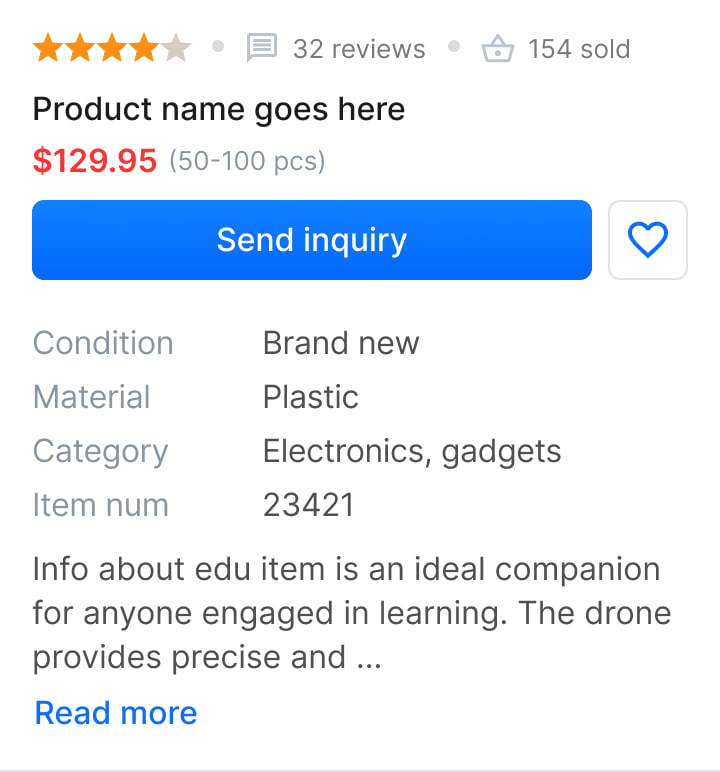 32 reviews 154 sold
Product name goes here
$129.95 (50-100 pcs)
Send inquiry
Condition Brand new
Material Plastic
Category Electronics, gadgets
Item num 23421
Info about edu item is an ideal companion
for anyone engaged in learning. The drone
provides precise and ...
Read more